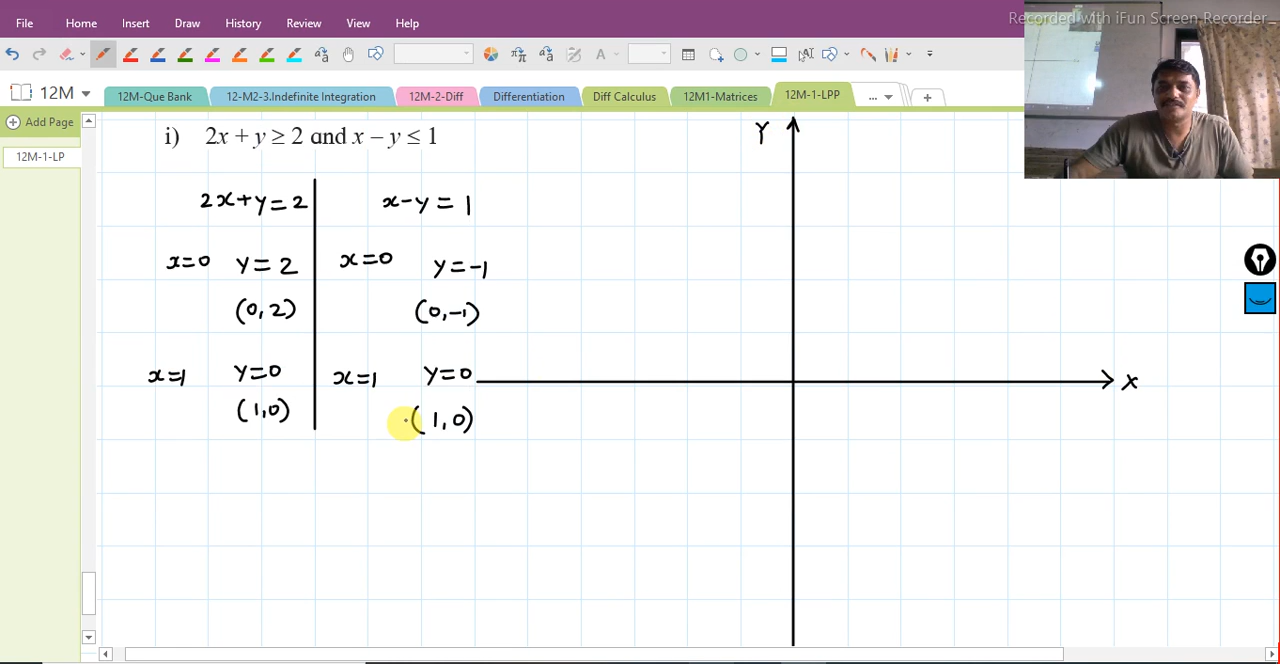 File Home Insert Draw History Review View Help
Recorded with iFun Screen Recorder
12M 12M-Que Bank 12-M2-3.Indefinite Integration 12M-2-Diff Differentiation Diff Calculus 12M1-Matrices 12M-1-LPP ...
Add Page
12M-1-LP
i) 2x + y ≥ 2 and x – y ≤ 1
2x+y=2 x-y=1
x=0 y=2 x=0 y=-1
(0,2) (0,-1)
x=1 y=0 x=1 y=0
(1,0) (1,0)
Y
X